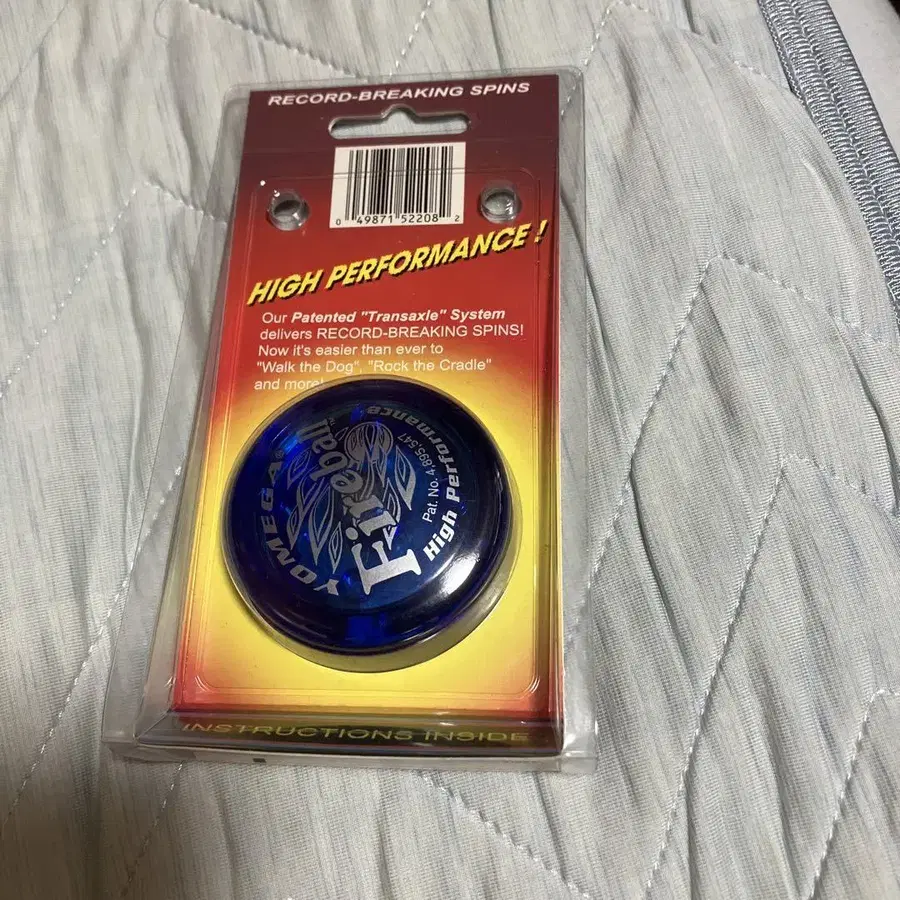 RECORD-BREAKING SPINS
0 49871 52208 2
HIGH PERFORMANCE!
Our Patented "Transaxle" System
delivers RECORD-BREAKING SPINS!
Now it's easier than ever to
"Walk the Dog", "Rock the Cradle"
and more!
YOMEGA®
Fireball™
Pat. No. 4,895,547
High Performance
INSTRUCTIONS INSIDE